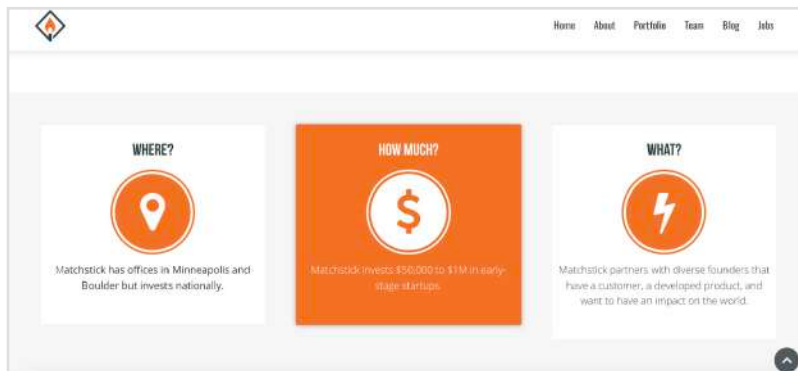 Home About Portfolio Team Blog Jobs
WHERE?
Matchstick has offices in Minneapolis and
Boulder but invests nationally.
HOW MUCH?
$
Matchstick invests $50,000 to $1M in early-
stage startups.
WHAT?
Matchstick partners with diverse founders that
have a customer, a developed product, and
want to have an impact on the world.